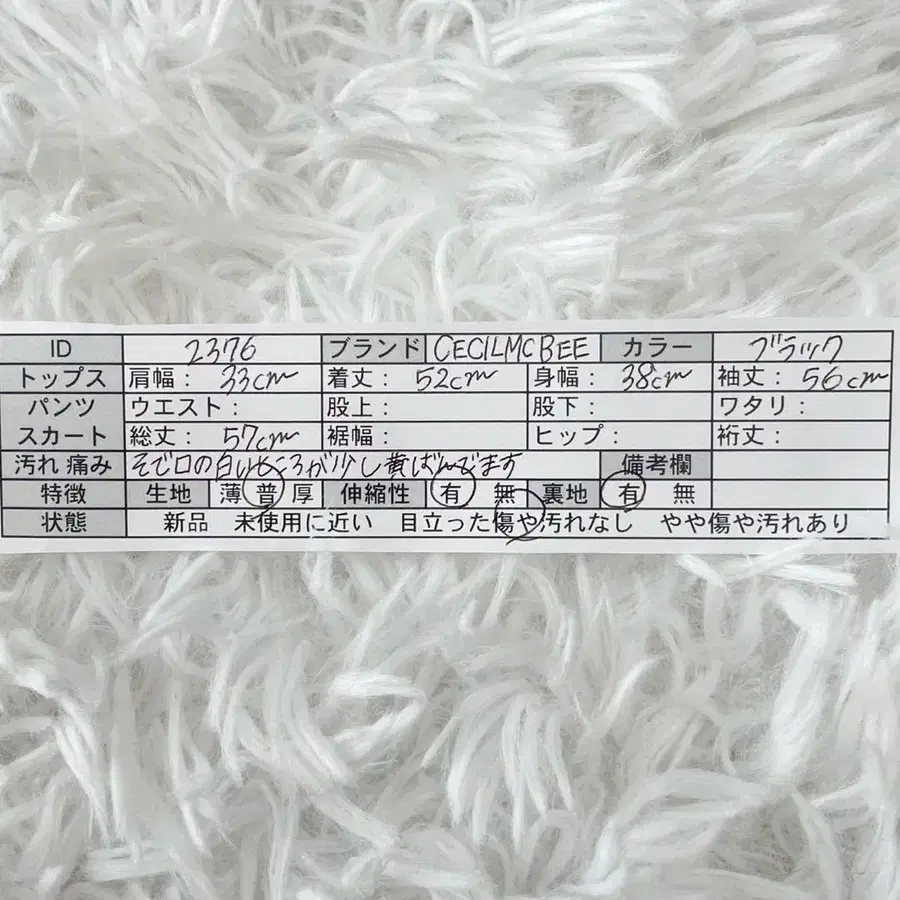 ID 2376 ブランド CECILMCBEE カラー ブラック
トップス 肩幅: 33cm 着丈: 52cm 身幅: 38cm 袖丈: 56cm
パンツ ウエスト: 股上: 股下: ワタリ:
スカート 総丈: 57cm 裾幅: ヒップ: 裄丈:
汚れ 痛み そで口の白いところが少し黄ばんでます 備考欄
特徴 生地 薄 普 厚 伸縮性 有 無 裏地 有 無
状態 新品 未使用に近い 目立った傷や汚れなし やや傷や汚れあり